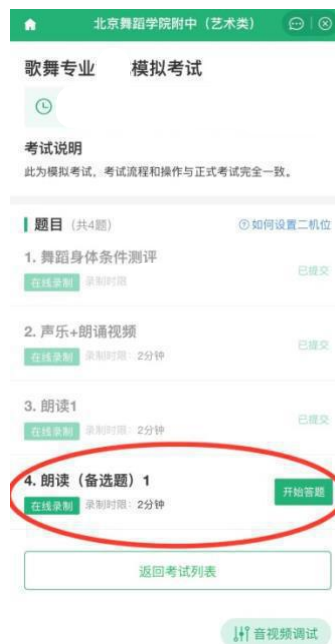 北京舞蹈学院附中（艺术类）
歌舞专业 模拟考试
考试说明
此为模拟考试，考试流程和操作与正式考试完全一致。
题目（共4题） 如何设置二机位
1. 舞蹈身体条件测评
已提交
在线录制 录制时限
2. 声乐+朗诵视频
已提交
在线录制 录制时限：2分钟
3. 朗读1
已提交
在线录制 录制时限：2分钟
4. 朗读（备选题）1
开始答题
在线录制 录制时限：2分钟
返回考试列表
音视频调试